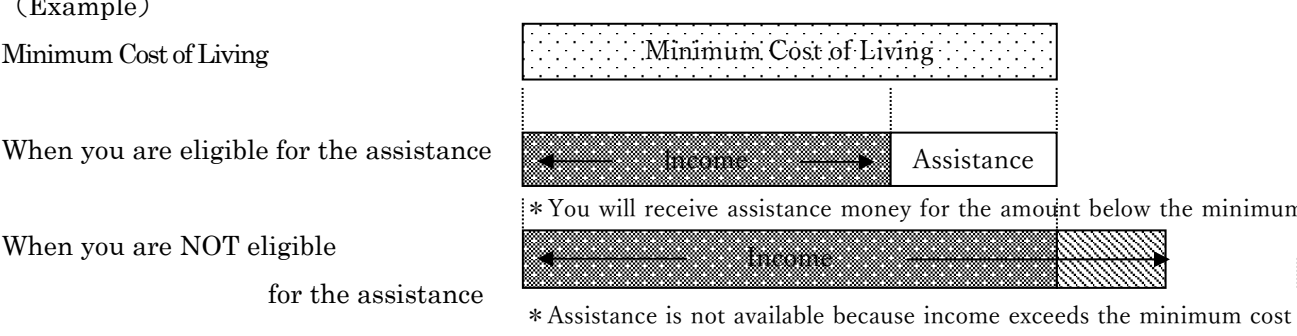 （Example）
Minimum Cost of Living
Minimum Cost of Living
When you are eligible for the assistance
Income
Assistance
＊You will receive assistance money for the amount below the minimum
When you are NOT eligible
for the assistance
Income
＊Assistance is not available because income exceeds the minimum cost